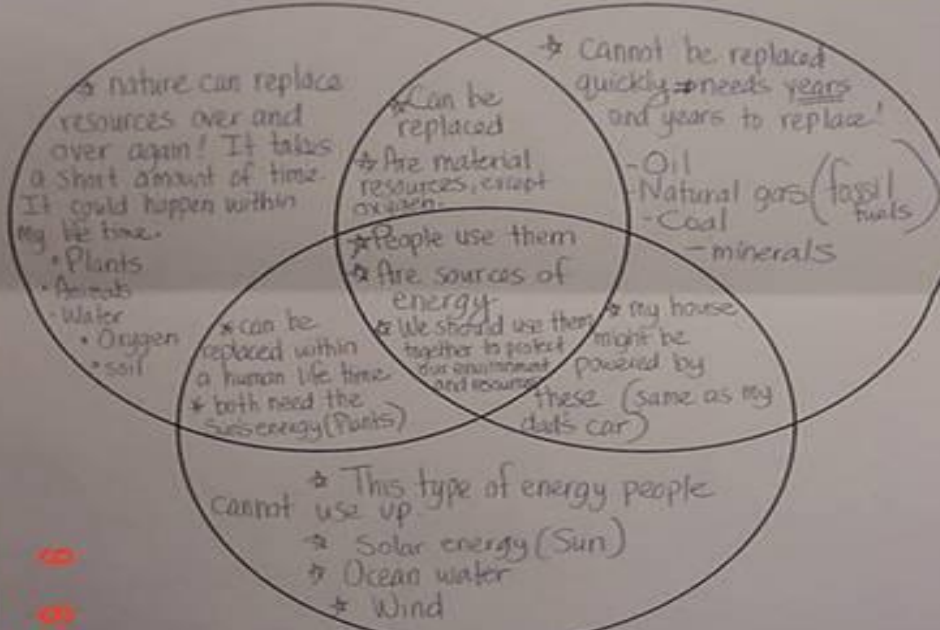 ☆ nature can replace
resources over and
over again! It takes
a short amount of time.
It could happen within
my life time.
• Plants
• Animals
- Water
• Oxygen
• soil
☆ Can be
replaced
☆ Are material
resources, except
oxygen.
☆ cannot be replaced
quickly → needs years
and years to replace!
- Oil
- Natural gas (fossil
fuels)
- Coal
- minerals
☆ People use them
☆ Are sources of
energy
☆ We should use them
together to protect
our environment
and resources
* can be
replaced within
a human life time
* both need the
sun's energy (Plants)
☆ my house
might be
powered by
these (same as my
dad's car)
☆ This type of energy people
cannot use up
☆ Solar energy (Sun)
☆ Ocean water
☆ Wind